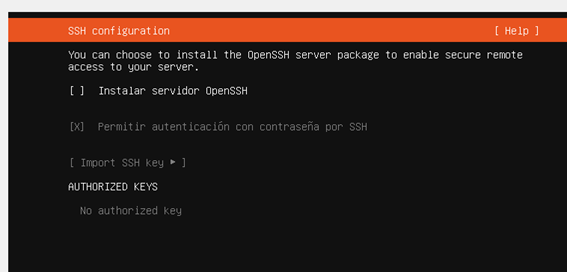 SSH configuration [ Help ]
You can choose to install the OpenSSH server package to enable secure remote
access to your server.
[ ] Instalar servidor OpenSSH
[X] Permitir autenticación con contraseña por SSH
[ Import SSH key ▸ ]
AUTHORIZED KEYS
No authorized key